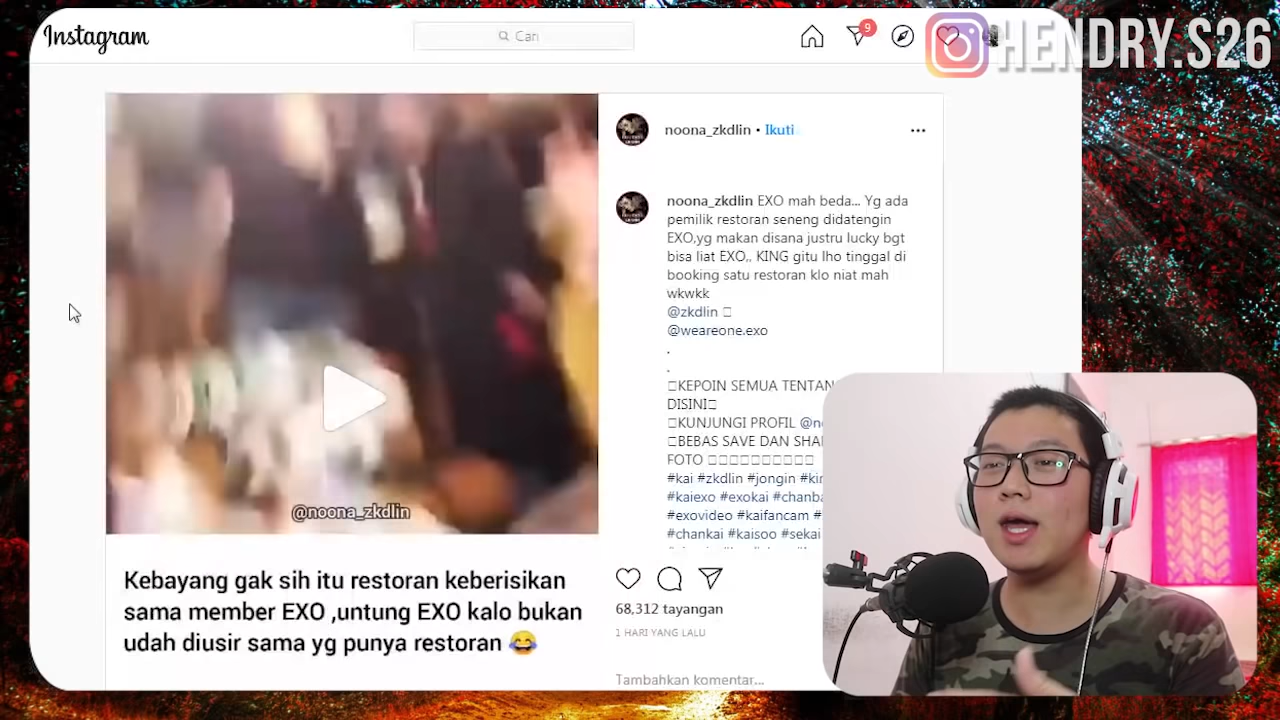 Instagram
Cari
9
HENDRY.S26
noona_zkdlin • Ikuti
noona_zkdlin EXO mah beda... Yg ada
pemilik restoran seneng didatengin
EXO,yg makan disana justru lucky bgt
bisa liat EXO,. KING gitu lho tinggal di
booking satu restoran klo niat mah
wkwkk
@zkdlin
@weareone.exo
.
.
KEPOIN SEMUA TENTAN
DISINI
KUNJUNGI PROFIL
BEBAS SAVE DAN
FOTO
#kai #zkdlin #jongin
#kaiexo #exokai
#exovideo #kaifancam #
#chankai #kaisoo #sekai
@noona_zkdlin
Kebayang gak sih itu restoran keberisikan
sama member EXO ,untung EXO kalo bukan
udah diusir sama yg punya restoran 😂
68,312 tayangan
1 HARI YANG LALU
Tambahkan komentar...